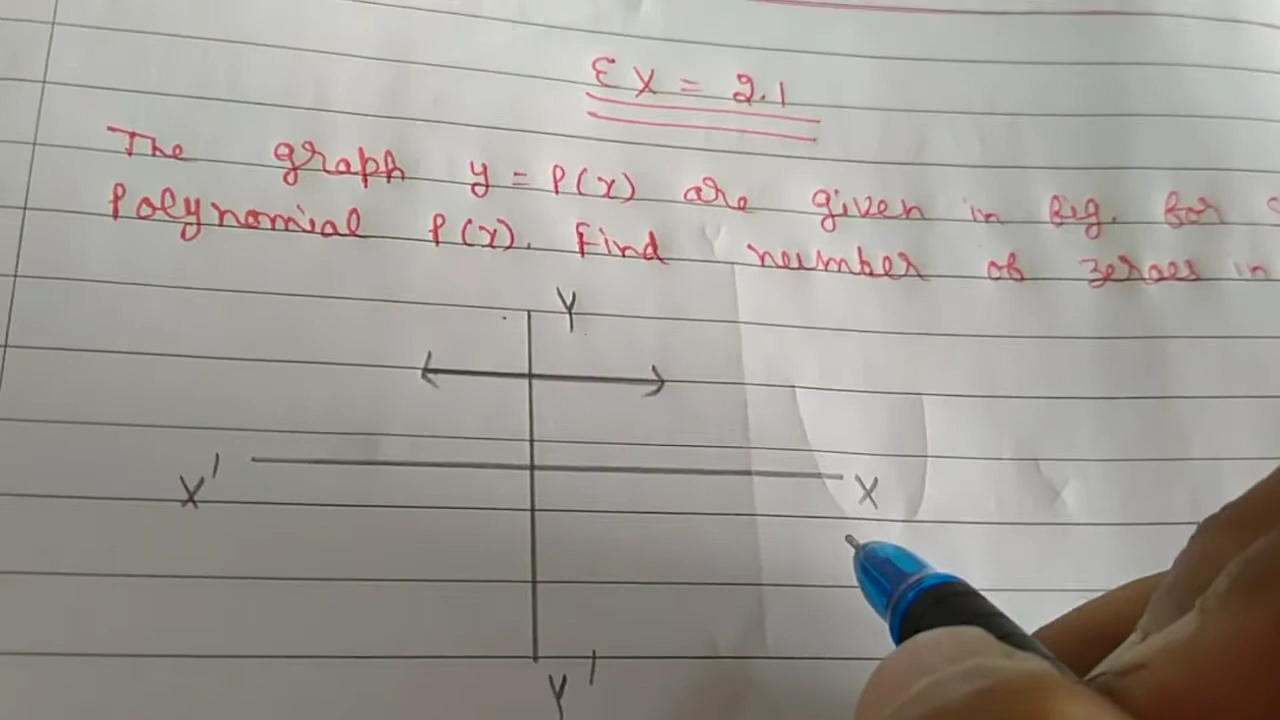 Ex = 2.1
The graph y = P(x) are given in fig. for
Polynomial P(x). Find number of zeroes in
Y
X'
X
Y'